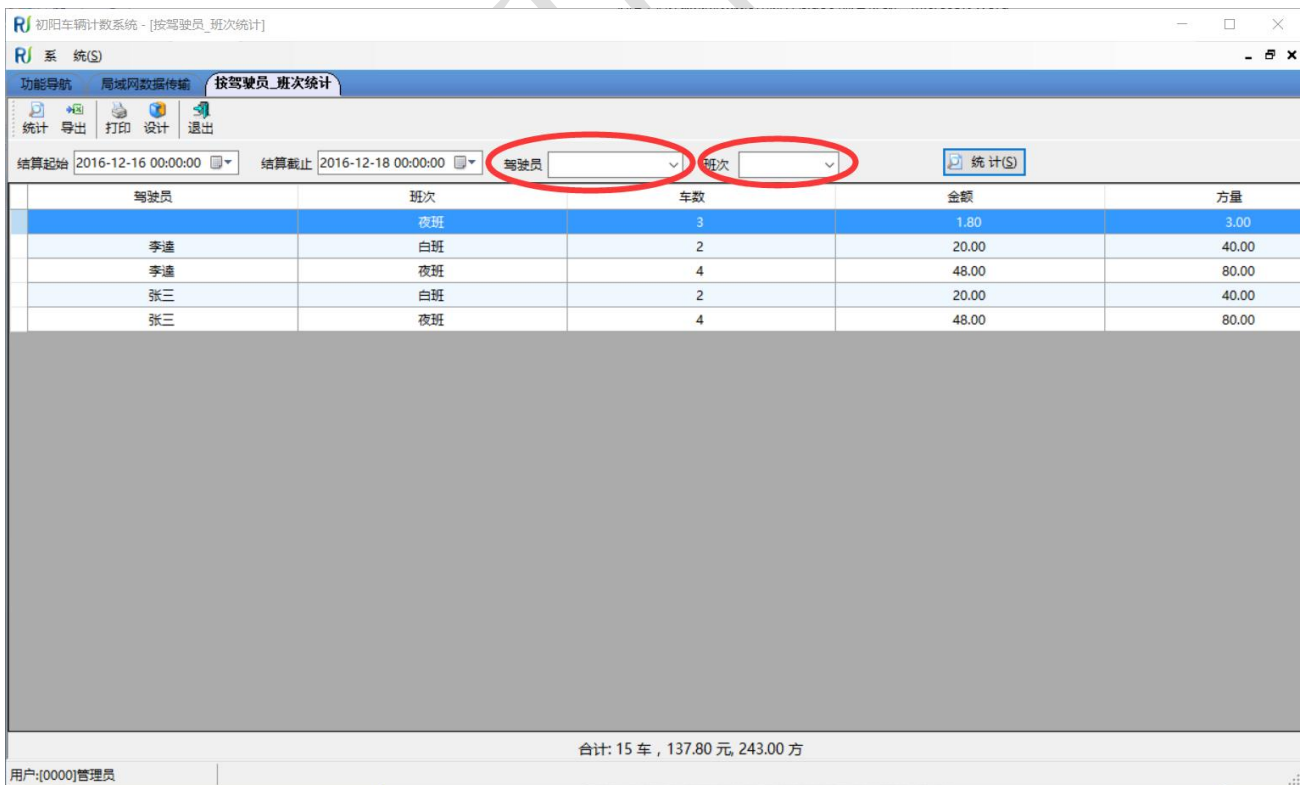 初阳车辆计数系统 - [按驾驶员_班次统计]
系 统(S)
功能导航 局域网数据传输 按驾驶员_班次统计
统计 导出 打印 设计 退出
结算起始 2016-12-16 00:00:00 结算截止 2016-12-18 00:00:00 驾驶员 班次 统 计(S)
驾驶员 班次 车数 金额 方量
夜班 3 1.80 3.00
李逵 白班 2 20.00 40.00
李逵 夜班 4 48.00 80.00
张三 白班 2 20.00 40.00
张三 夜班 4 48.00 80.00
合计: 15 车 , 137.80 元, 243.00 方
用户:[0000]管理员